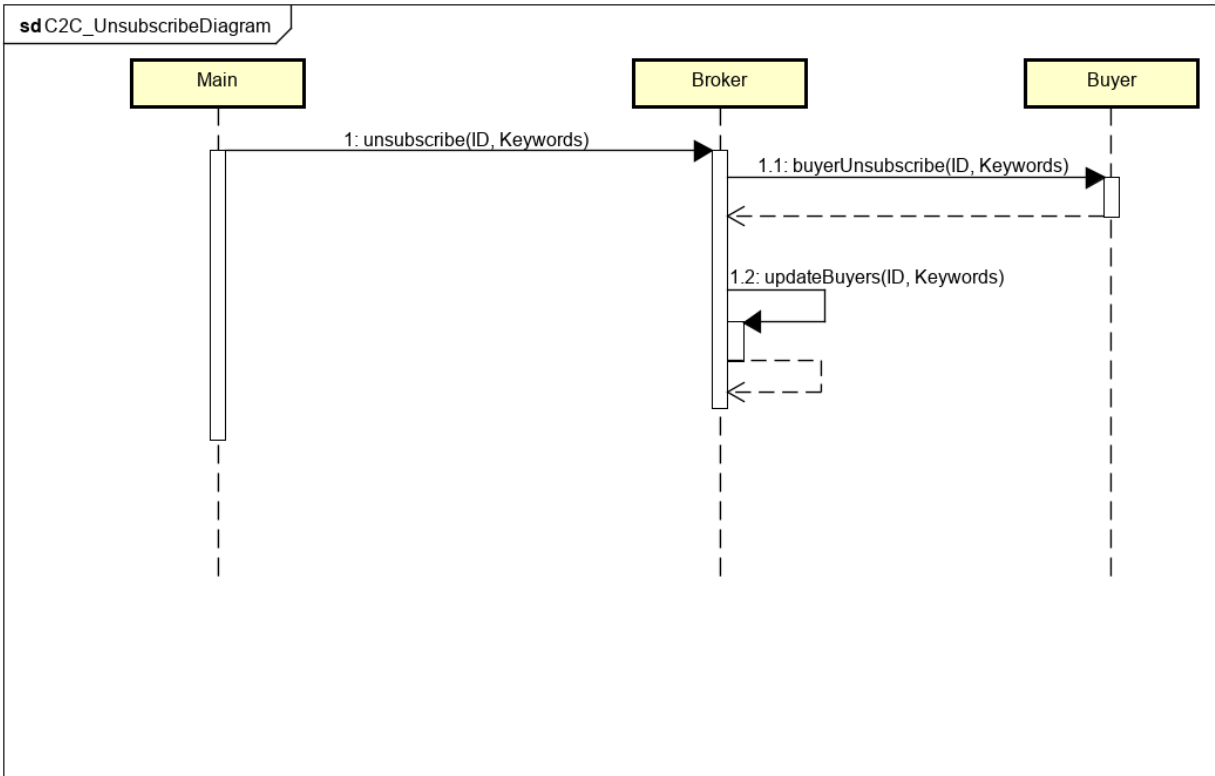 sd C2C_UnsubscribeDiagram
Main
Broker
Buyer
1: unsubscribe(ID, Keywords)
1.1: buyerUnsubscribe(ID, Keywords)
1.2: updateBuyers(ID, Keywords)